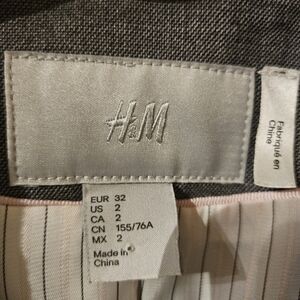 H&M
Fabriqué en
Chine
EUR 32
US 2
CA 2
CN 155/76A
MX 2
Made in
China